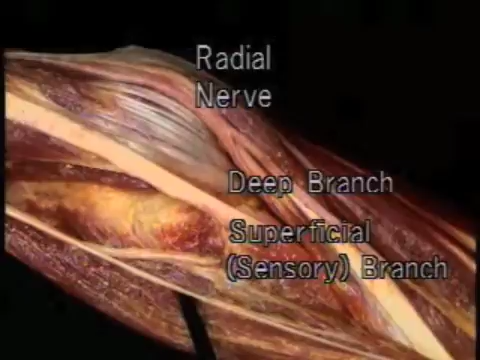 Radial
Nerve
Deep Branch
Superficial
(Sensory) Branch